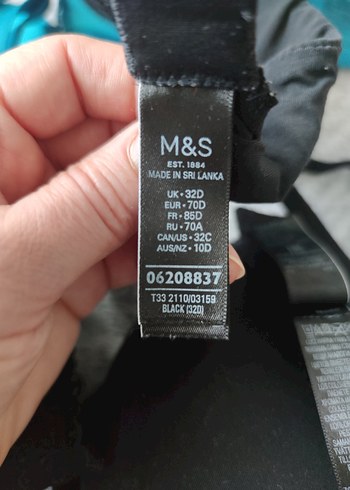 M&S
EST. 1884
MADE IN SRI LANKA
UK • 32D
EUR • 70D
FR • 85D
RU • 70A
CAN/US • 32C
AUS/NZ • 10D
06208837
T33 2110/03159
BLACK (32D)